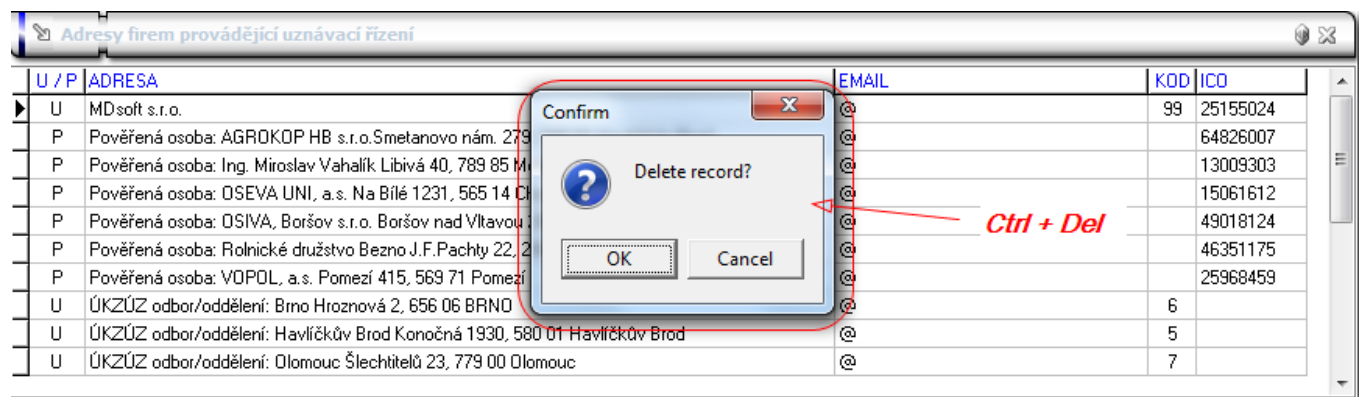 Adresy firem provádějící uznávací řízení
U / P ADRESA EMAIL KOD ICO
U MDsoft s.r.o. @ 99 25155024
P Pověřená osoba: AGROKOP HB s.r.o.Smetanovo nám. 279 @ 64826007
P Pověřená osoba: Ing. Miroslav Vahalík Libivá 40, 789 85 @ 13009303
P Pověřená osoba: OSEVA UNI, a.s. Na Bílé 1231, 565 14 @ 15061612
P Pověřená osoba: OSIVA, Boršov s.r.o. Boršov nad Vltavou @ 49018124
P Pověřená osoba: Rolnické družstvo Bezno J.F.Pachty 22, @ 46351175
P Pověřená osoba: VOPOL, a.s. Pomezí 415, 569 71 Pomezí @ 25968459
U ÚKZÚZ odbor/oddělení: Brno Hroznová 2, 656 06 BRNO @ 6
U ÚKZÚZ odbor/oddělení: Havlíčkův Brod Konočná 1930, 580 01 Havlíčkův Brod @ 5
U ÚKZÚZ odbor/oddělení: Olomouc Šlechtitelů 23, 779 00 Olomouc @ 7
Confirm
Delete record?
OK Cancel
Ctrl + Del